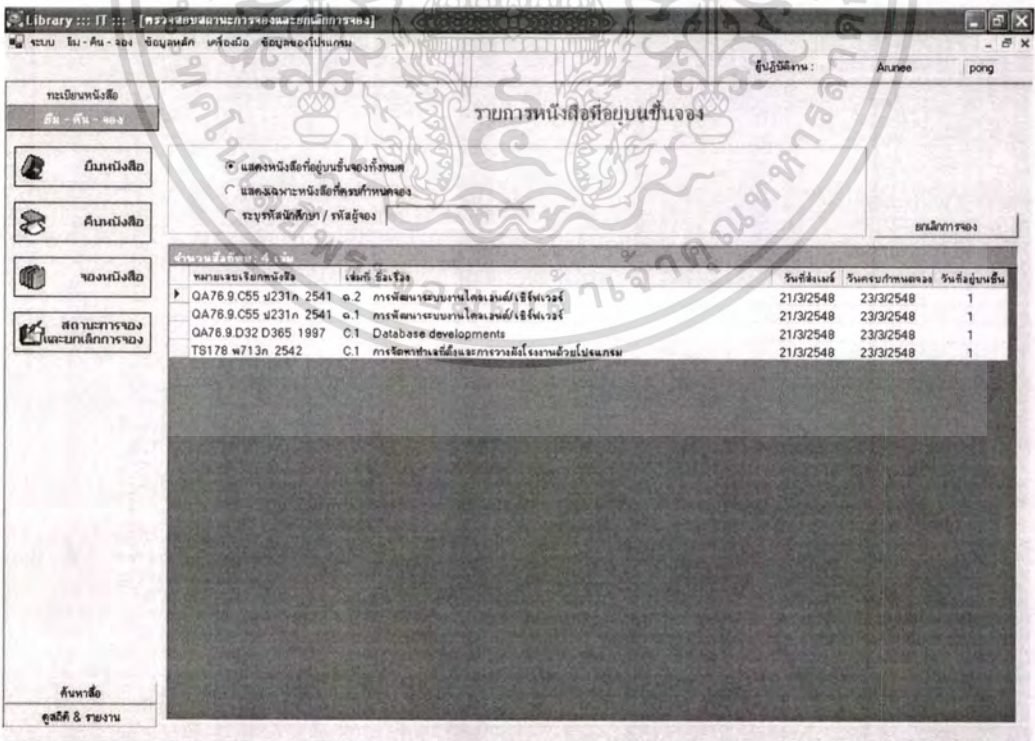 Library ::: IT ::: - [ตรวจสอบสถานะการจองและยกเลิกการจอง]
ระบบ ยืม - คืน - จอง ข้อมูลหลัก เครื่องมือ ข้อมูลของโปรแกรม
ผู้ปฏิบัติงาน : Arunee pong
ทะเบียนหนังสือ
ยืม - คืน - จอง
รายการหนังสือที่อยู่บนชั้นจอง
ยืมหนังสือ
คืนหนังสือ
จองหนังสือ
สถานะการจอง
และยกเลิกการจอง
แสดงหนังสือที่อยู่บนชั้นจองทั้งหมด
แสดงเฉพาะหนังสือที่ครบกำหนดจอง
ระบุรหัสนักศึกษา / รหัสผู้จอง
ยกเลิกการจอง
จำนวนสื่อที่พบ: 4 เล่ม
หมายเลขเรียกหนังสือ เล่มที่ ชื่อเรื่อง วันที่ส่งเมล์ วันครบกำหนดจอง วันที่อยู่บนชั้น
QA76.9.C55 ป231ก 2541 ฉ.2 การพัฒนาระบบงานไคลเอ็นต์/เซิร์ฟเวอร์ 21/3/2548 23/3/2548 1
QA76.9.C55 ป231ก 2541 ฉ.1 การพัฒนาระบบงานไคลเอ็นต์/เซิร์ฟเวอร์ 21/3/2548 23/3/2548 1
QA76.9.D32 D365 1997 C.1 Database developments 21/3/2548 23/3/2548 1
TS178 พ713ก 2542 C.1 การจัดหาทำเลที่ตั้งและการวางผังโรงงานด้วยโปรแกรม 21/3/2548 23/3/2548 1
ค้นหาสื่อ
ดูสถิติ & รายงาน